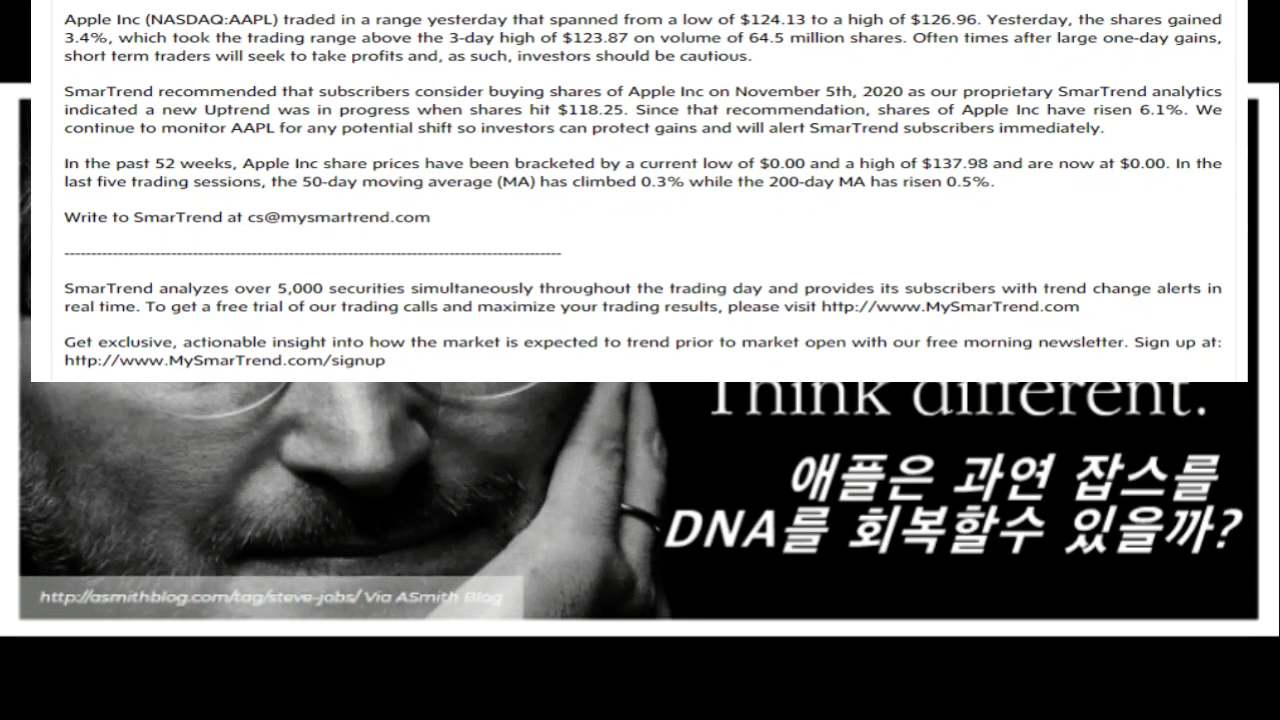 Apple Inc (NASDAQ:AAPL) traded in a range yesterday that spanned from a low of $124.13 to a high of $126.96. Yesterday, the shares gained
3.4%, which took the trading range above the 3-day high of $123.87 on volume of 64.5 million shares. Often times after large one-day gains,
short term traders will seek to take profits and, as such, investors should be cautious.
SmarTrend recommended that subscribers consider buying shares of Apple Inc on November 5th, 2020 as our proprietary SmarTrend analytics
indicated a new Uptrend was in progress when shares hit $118.25. Since that recommendation, shares of Apple Inc have risen 6.1%. We
continue to monitor AAPL for any potential shift so investors can protect gains and will alert SmarTrend subscribers immediately.
In the past 52 weeks, Apple Inc share prices have been bracketed by a current low of $0.00 and a high of $137.98 and are now at $0.00. In the
last five trading sessions, the 50-day moving average (MA) has climbed 0.3% while the 200-day MA has risen 0.5%.
Write to SmarTrend at cs@mysmartrend.com
----------------------------------------------------------------------------------------------
SmarTrend analyzes over 5,000 securities simultaneously throughout the trading day and provides its subscribers with trend change alerts in
real time. To get a free trial of our trading calls and maximize your trading results, please visit http://www.MySmarTrend.com
Get exclusive, actionable insight into how the market is expected to trend prior to market open with our free morning newsletter. Sign up at:
http://www.MySmarTrend.com/signup
Think different.
애플은 과연 잡스를
DNA를 회복할수 있을까?
http://asmithblog.com/tag/steve-jobs/ Via ASmith Blog